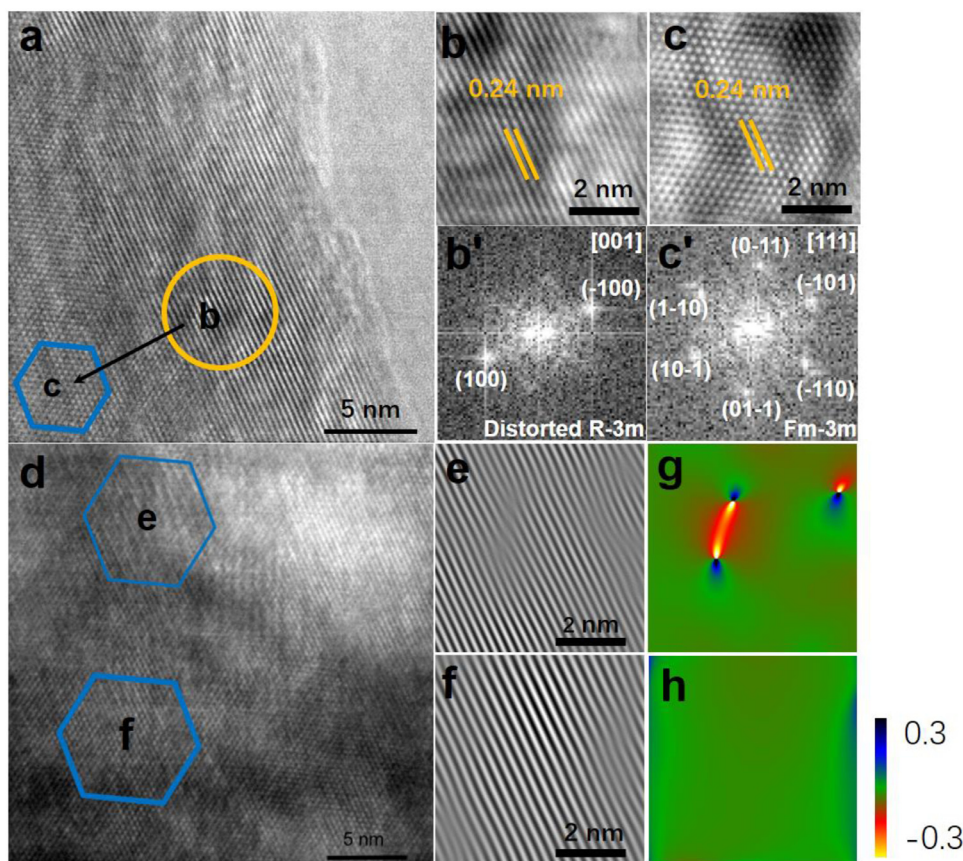 a
b
c
5 nm
b
0.24 nm
2 nm
c
0.24 nm
2 nm
b'
[001]
(-100)
(100)
Distorted R-3m
c'
[111]
(0-11)
(-101)
(1-10)
(10-1)
(-110)
(01-1)
Fm-3m
d
e
f
5 nm
e
2 nm
g
f
2 nm
h
0.3
-0.3